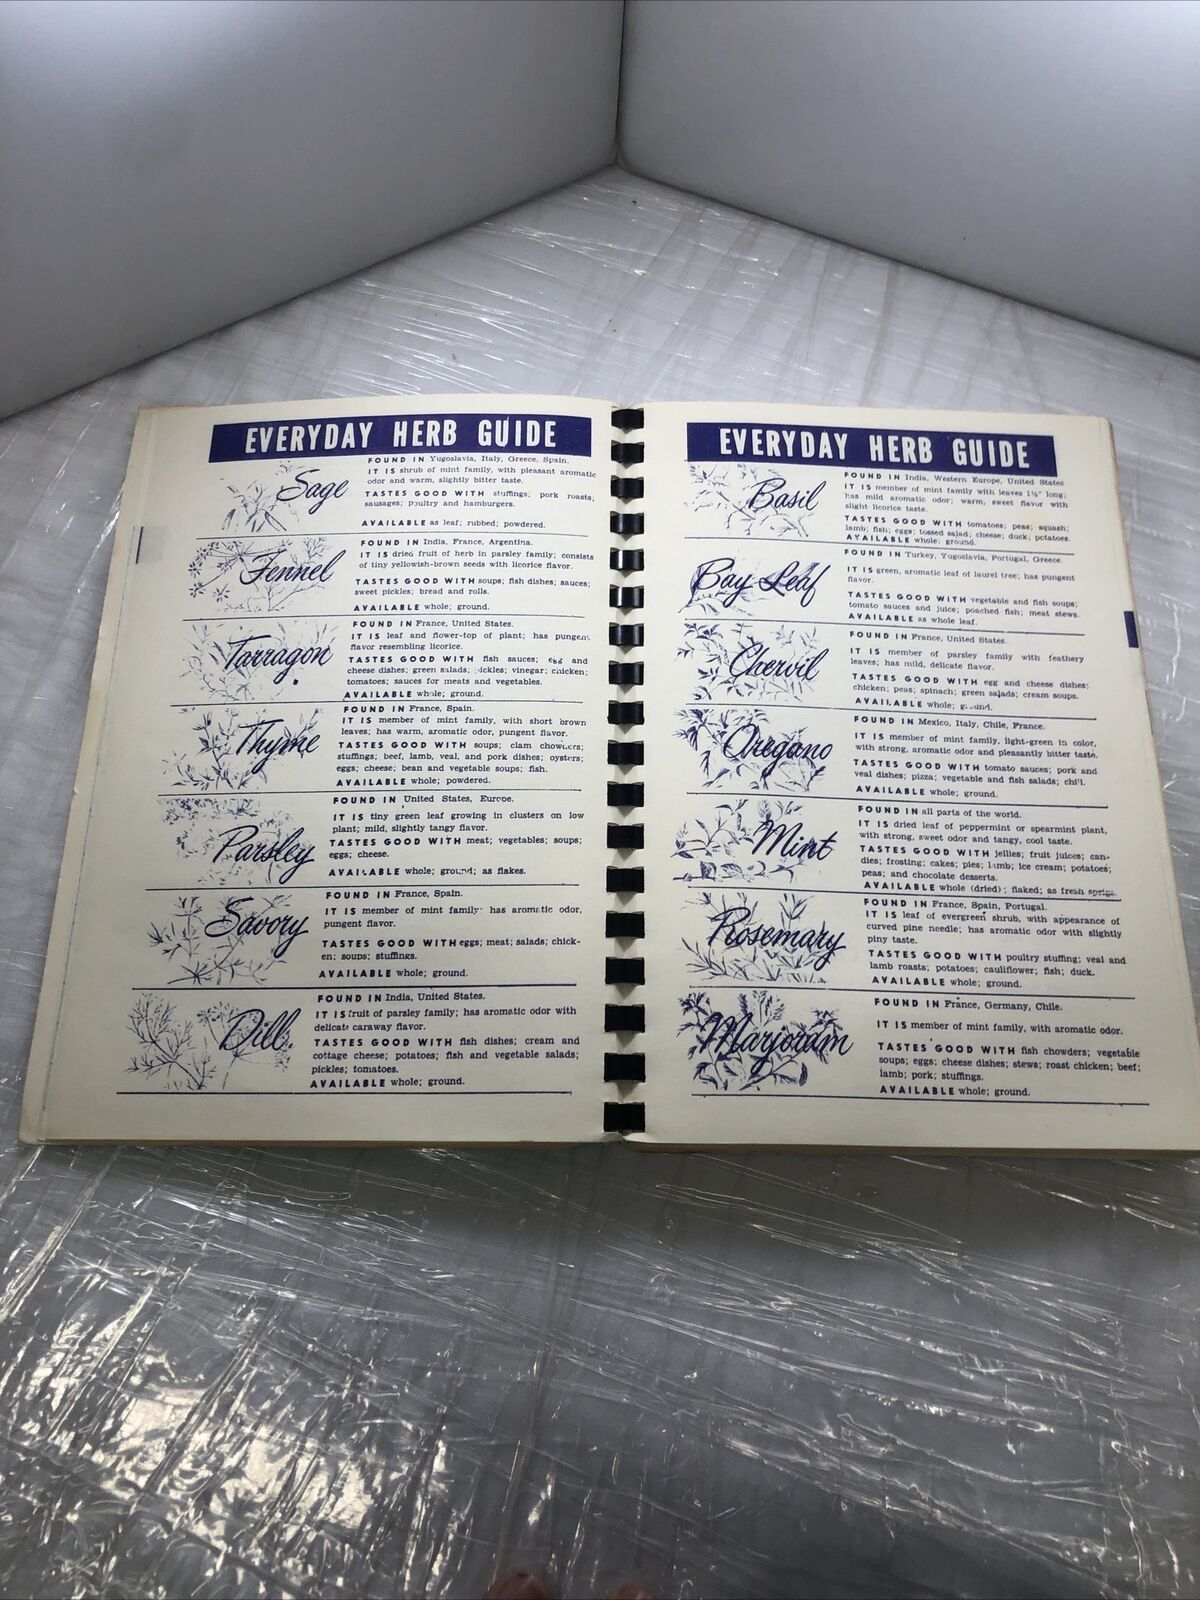 EVERYDAY HERB GUIDE
Sage
FOUND IN Yugoslavia, Italy, Greece, Spain.
IT IS shrub of mint family, with pleasant aromatic
odor and warm, slightly bitter taste.
TASTES GOOD WITH stuffings; pork roasts;
sausages; poultry and hamburgers.
AVAILABLE as leaf; rubbed; powdered.
Fennel
FOUND IN India, France, Argentina.
IT IS dried fruit of herb in parsley family; consists
of tiny yellowish-brown seeds with licorice flavor.
TASTES GOOD WITH soups; fish dishes; sauces;
sweet pickles; bread and rolls.
AVAILABLE whole; ground.
Tarragon
FOUND IN France, United States.
IT IS leaf and flower-top of plant; has pungent
flavor resembling licorice.
TASTES GOOD WITH fish sauces; egg and
cheese dishes; green salads; pickles; vinegar; chicken;
tomatoes; sauces for meats and vegetables.
AVAILABLE whole; ground.
Thyme
FOUND IN France, Spain.
IT IS member of mint family, with short brown
leaves; has warm, aromatic odor, pungent flavor.
TASTES GOOD WITH soups; clam chowders;
stuffings; beef, lamb, veal, and pork dishes; oysters;
eggs; cheese; bean and vegetable soups; fish.
AVAILABLE whole; powdered.
Parsley
FOUND IN United States, Europe.
IT IS tiny green leaf growing in clusters on low
plant; mild, slightly tangy flavor.
TASTES GOOD WITH meat; vegetables; soups;
eggs; cheese.
AVAILABLE whole; ground; as flakes.
Savory
FOUND IN France, Spain.
IT IS member of mint family; has aromatic odor,
pungent flavor.
TASTES GOOD WITH eggs; meat; salads; chick-
en; soups; stuffings.
AVAILABLE whole; ground.
Dill
FOUND IN India, United States.
IT IS fruit of parsley family; has aromatic odor with
delicate caraway flavor.
TASTES GOOD WITH fish dishes; cream and
cottage cheese; potatoes; fish and vegetable salads;
pickles; tomatoes.
AVAILABLE whole; ground.
EVERYDAY HERB GUIDE
Basil
FOUND IN India, Western Europe, United States
IT IS member of mint family with leaves 1½" long;
has mild aromatic odor; warm, sweet flavor with
slight licorice taste.
TASTES GOOD WITH tomatoes; peas; squash;
lamb; fish; eggs; tossed salad; cheese; duck; potatoes.
AVAILABLE whole; ground.
Bay Leaf
FOUND IN Turkey, Yugoslavia, Portugal, Greece.
IT IS green, aromatic leaf of laurel tree; has pungent
flavor.
TASTES GOOD WITH vegetable and fish soups;
tomato sauces and juice; poached fish; meat stews.
AVAILABLE as whole leaf.
Chervil
FOUND IN France, United States.
IT IS member of parsley family with feathery
leaves; has mild, delicate flavor.
TASTES GOOD WITH egg and cheese dishes;
chicken; peas; spinach; green salads; cream soups.
AVAILABLE whole; ground.
Oregano
FOUND IN Mexico, Italy, Chile, France.
IT IS member of mint family, light-green in color,
with strong, aromatic odor and pleasantly bitter taste.
TASTES GOOD WITH tomato sauces; pork and
veal dishes; pizza; vegetable and fish salads; chili.
AVAILABLE whole; ground.
Mint
FOUND IN all parts of the world.
IT IS dried leaf of peppermint or spearmint plant,
with strong, sweet odor and tangy, cool taste.
TASTES GOOD WITH jellies; fruit juices; can-
dies; frosting; cakes; pies; lamb; ice cream; potatoes;
peas; and chocolate desserts.
AVAILABLE whole (dried); flaked; as fresh sprigs.
Rosemary
FOUND IN France, Spain, Portugal.
IT IS leaf of evergreen shrub, with appearance of
curved pine needle; has aromatic odor with slightly
piny taste.
TASTES GOOD WITH poultry stuffing; veal and
lamb roasts; potatoes; cauliflower; fish; duck.
AVAILABLE whole; ground.
Marjoram
FOUND IN France, Germany, Chile.
IT IS member of mint family, with aromatic odor.
TASTES GOOD WITH fish chowders; vegetable
soups; eggs; cheese dishes; stews; roast chicken; beef;
lamb; pork; stuffings.
AVAILABLE whole; ground.